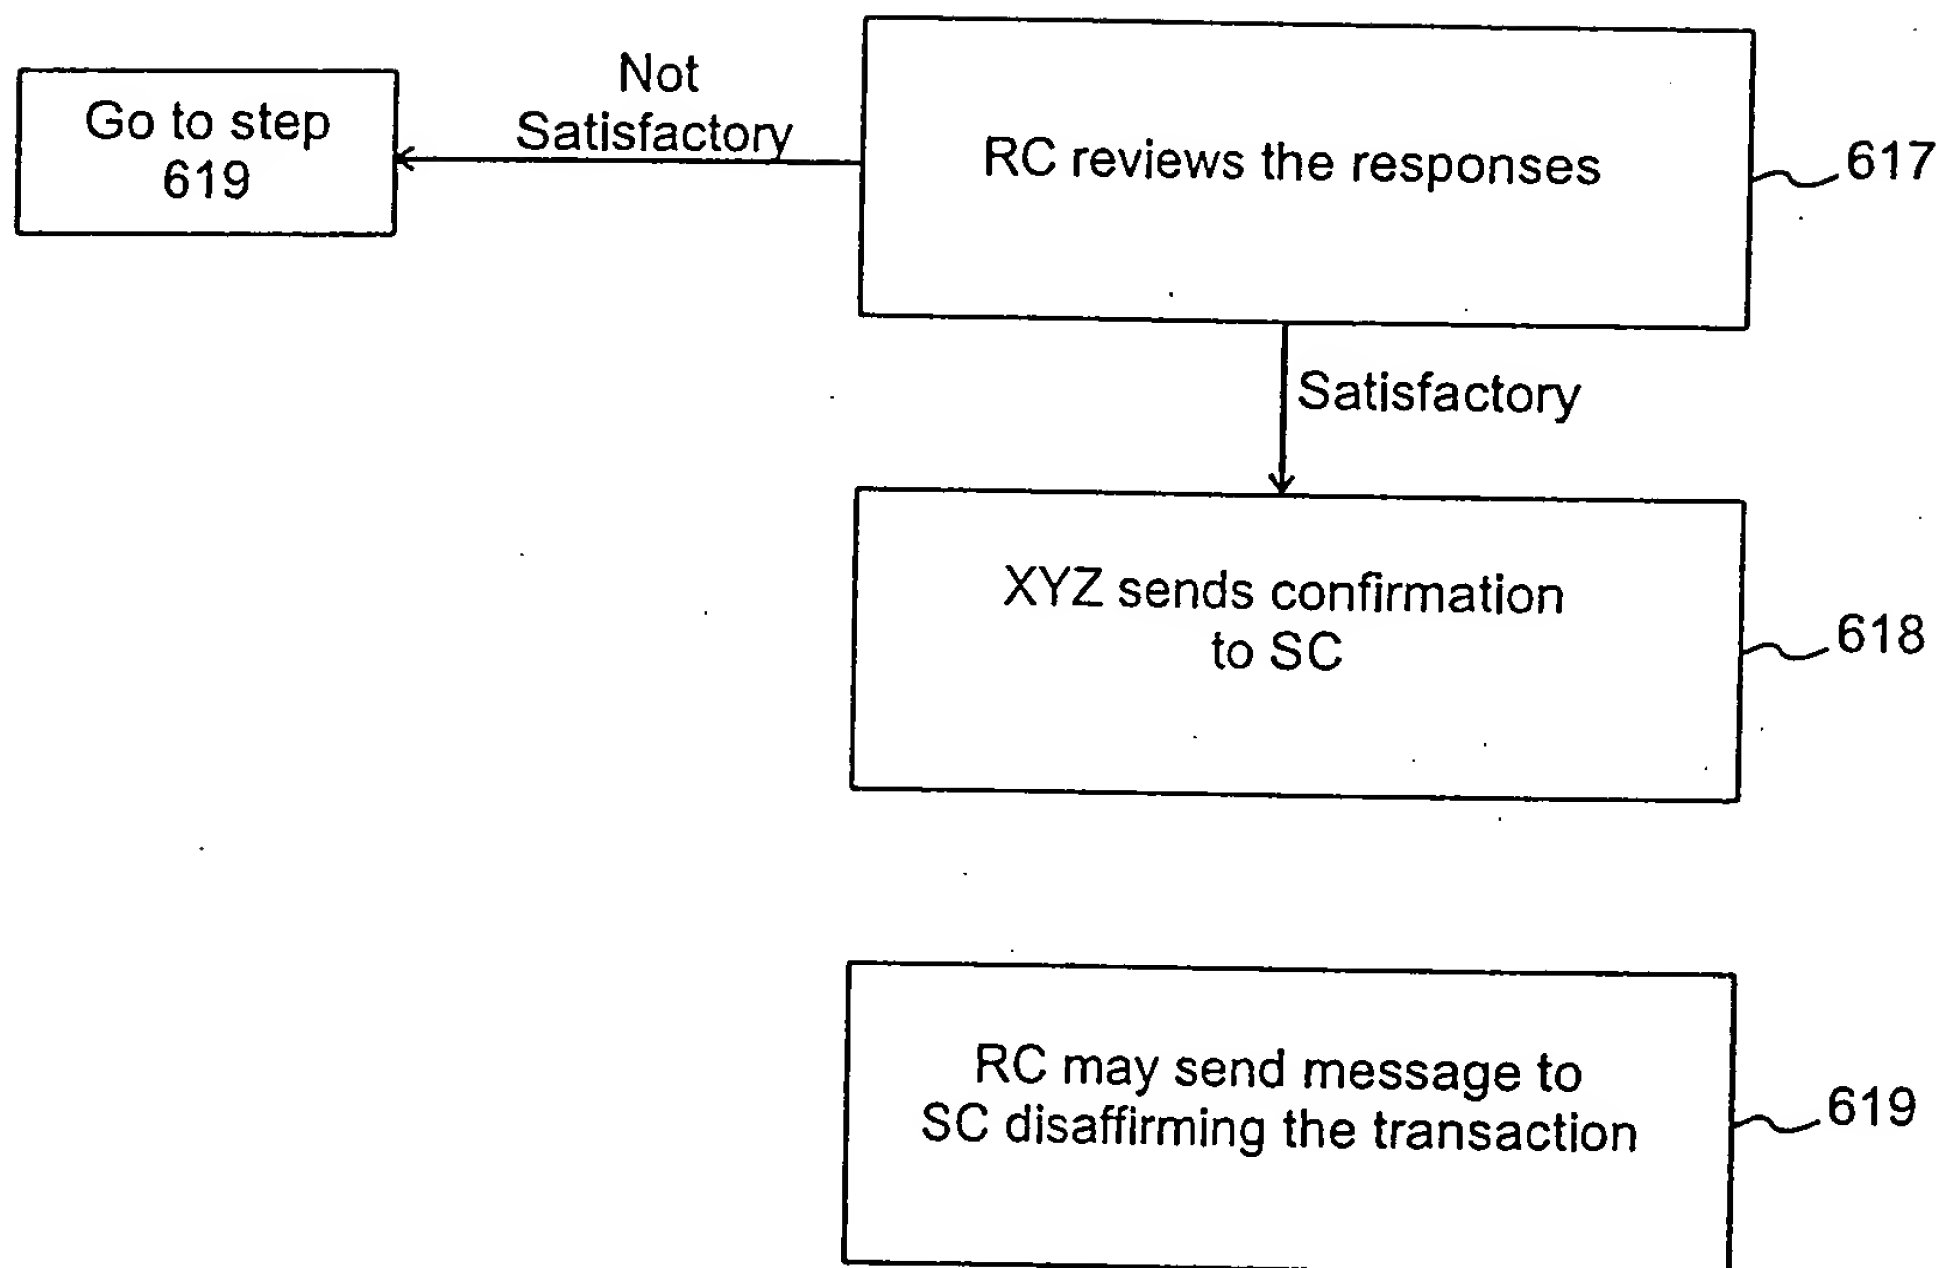 Not
Satisfactory
Go to step
619
RC reviews the responses
617
Satisfactory
XYZ sends confirmation
to SC
618
RC may send message to
SC disaffirming the transaction
619